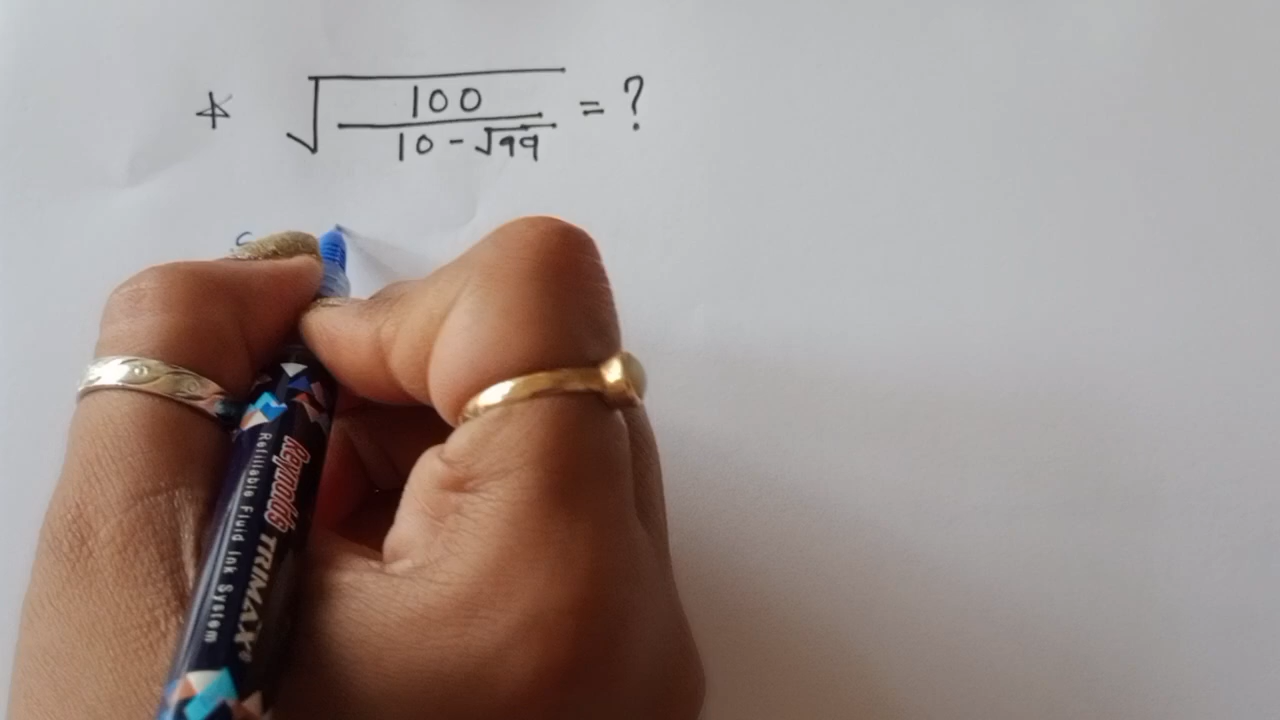 * √(100 / (10 - √99)) = ?
S
Reynolds TRIMAX®
Refillable Fluid Ink System